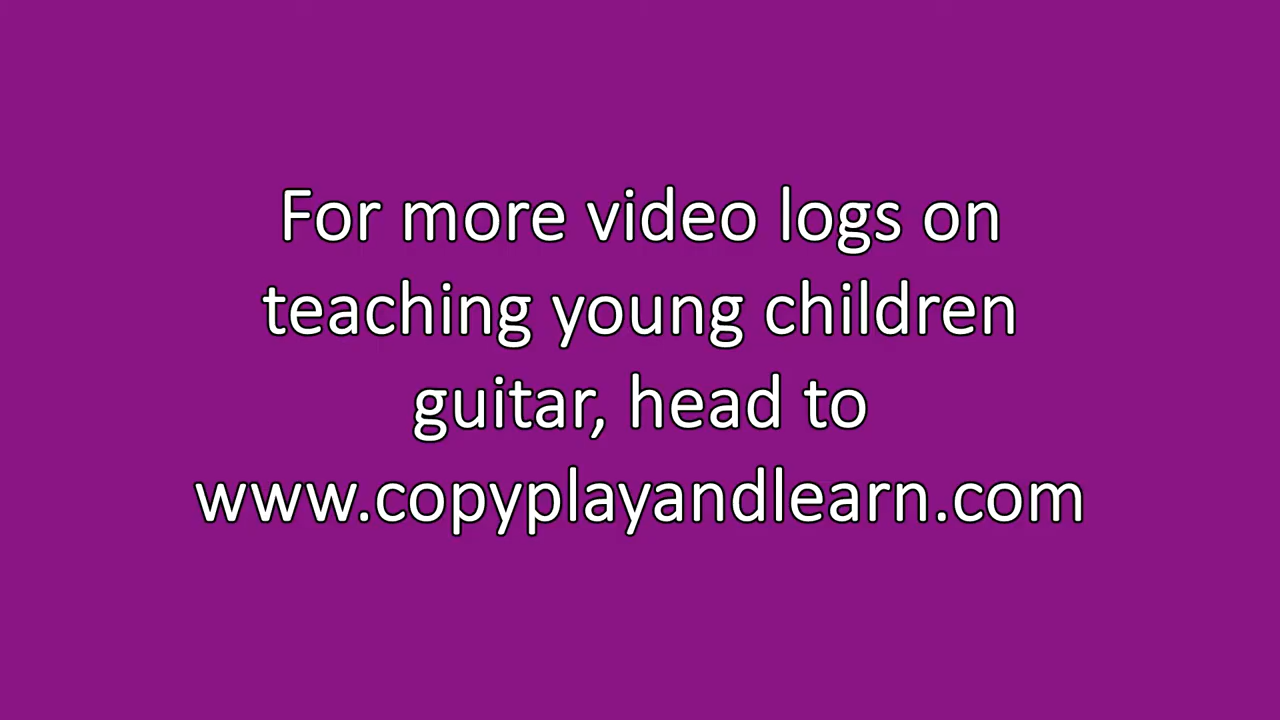 For more video logs on
teaching young children
guitar, head to
www.copyplayandlearn.com